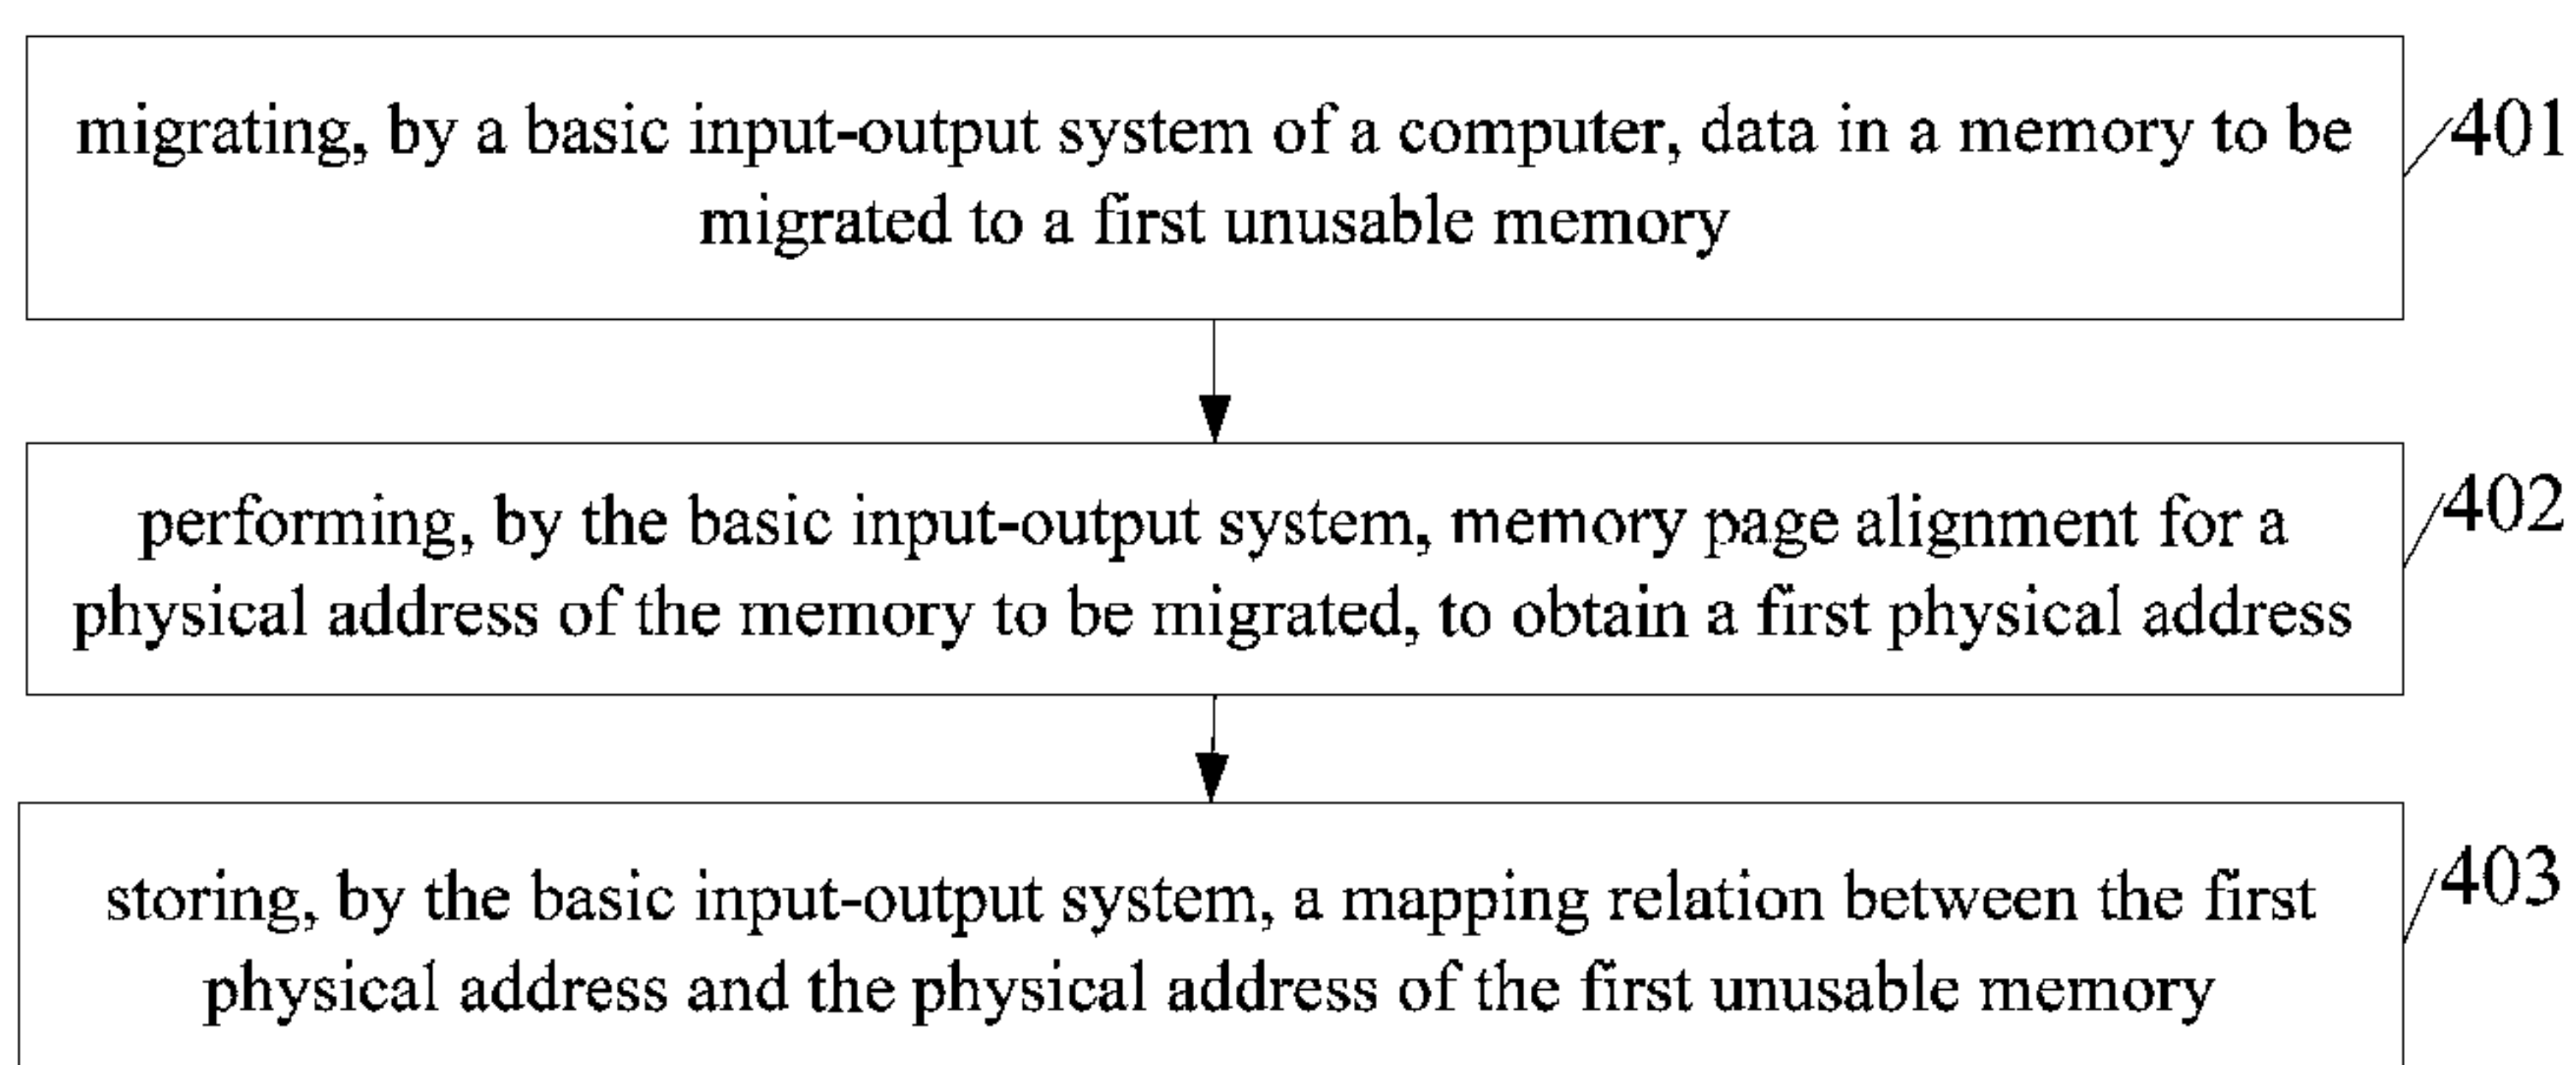 migrating, by a basic input-output system of a computer, data in a memory to be
migrated to a first unusable memory
401
performing, by the basic input-output system, memory page alignment for a
physical address of the memory to be migrated, to obtain a first physical address
402
storing, by the basic input-output system, a mapping relation between the first
physical address and the physical address of the first unusable memory
403